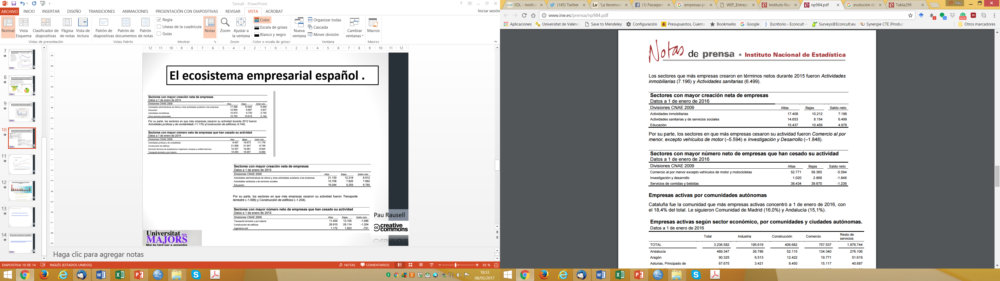 Tema8 - PowerPoint
ARCHIVO INICIO INSERTAR DISEÑO TRANSICIONES ANIMACIONES PRESENTACIÓN CON DIAPOSITIVAS REVISAR VISTA ACROBAT Iniciar sesión
Normal
Vista Esquema
Clasificador de diapositivas
Página de notas
Vista de lectura
Vistas de presentación
Patrón de diapositivas
Patrón de documentos
Patrón de notas
Vistas Patrón
Regla
Líneas de la cuadrícula
Guías
Mostrar
Notas
Zoom
Ajustar a la ventana
Zoom
Color
Escala de grises
Blanco y negro
Color o escala de grises
Nueva ventana
Organizar todas
Cascada
Mover división
Cambiar ventanas
Ventana
Macros
Macros
7
8
9
10
11
12
13
14
El ecosistema empresarial español .
Sectores con mayor creación neta de empresas
Datos a 1 de enero de 2014
Divisiones CNAE 2009 Altas Bajas Saldo neto
Actividades administrativas de oficina y otras actividades auxiliares a las empresas 17.386 10.942 6.444
Educación 12.804 8.967 3.837
Actividades inmobiliarias 12.472 9.730 2.742
Otros servicios personales 12.763 10.619 2.144
Por su parte, los sectores en que más empresas cesaron su actividad durante 2013 fueron
Actividades jurídicas y de contabilidad(–11.176) yConstrucción de edificios(–9.749).
Sectores con mayor número neto de empresas que han cesado su actividad
Datos a 1 de enero de 2014
Divisiones CNAE 2009 Altas Bajas Saldo neto
Actividades jurídicas y de contabilidad 8.497 19.673 -11.176
Construcción de edificios 21.898 31.647 -9.749
Servicios técnicos de arquitectura e ingeniería; ensayos y análisis técnicos 10.357 18.981 -8.624
Transporte terrestre y por tubería 10.493 18.957 -8.464
Sectores con mayor creación neta de empresas
Datos a 1 de enero de 2015
Divisiones CNAE 2009 Altas Bajas Saldo neto
Actividades administrativas de oficina y otras actividades auxiliares a las empresas 21.130 12.218 8.912
Actividades sanitarias y de servicios sociales 15.708 7.826 7.882
Educación 16.044 9.259 6.785
Por su parte, los sectores en que más empresas cesaron su actividad fueron Transporte
terrestre (–1.696) y Construcción de edificios (–1.204).
Sectores con mayor número neto de empresas que han cesado su actividad
Datos a 1 de enero de 2015
Divisiones CNAE 2009 Altas Bajas Saldo neto
Transporte terrestre y por tubería 11.409 13.105 -1.696
Construcción de edificios 26.910 28.114 -1.204
Ingeniería civil 1.172 1.923 -751
Pau Rausell
cc creative commons
Universitat dels
MAJORS
Mai és tard per a aprendre
Haga clic para agregar notas
DIAPOSITIVA 10 DE 14 INGLÉS (ESTADOS UNIDOS) NOTAS COMENTARIOS 85 %
18:33
08/05/2017
IIDL - Institut (145) Twitter "La feromon (1) Passejant empresas po WEF_Entrepr Instituto Nac np984.pdf evolución de Tabla299 Pau
www.ine.es/prensa/np984.pdf
Aplicaciones Universitat de Valenci Save to Mendeley Configuración Presupuestos, Cuenta Bookmarks Google Escritorio ‹ Econcult — Surveys@Econcult.eu Synergie CTE (Product Otros marcadores
Notas de prensa • Instituto Nacional de Estadística
Los sectores que más empresas crearon en términos netos durante 2015 fueron Actividades
inmobiliarias (7.196) y Actividades sanitarias (6.499).
Sectores con mayor creación neta de empresas
Datos a 1 de enero de 2016
Divisiones CNAE 2009 Altas Bajas Saldo neto
Actividades inmobiliarias 17.408 10.212 7.196
Actividades sanitarias y de servicios sociales 14.653 8.154 6.499
Educación 15.437 10.459 4.978
Por su parte, los sectores en que más empresas cesaron su actividad fueron Comercio al por
menor, excepto vehículos de motor (–5.594) e Investigación y Desarrollo (–1.848).
Sectores con mayor número neto de empresas que han cesado su actividad
Datos a 1 de enero de 2016
Divisiones CNAE 2009 Altas Bajas Saldo neto
Comercio al por menor excepto vehículos de motor y motocicletas 52.771 58.365 -5.594
Investigación y desarrollo 1.020 2.868 -1.848
Servicios de comidas y bebidas 38.434 39.670 -1.236
Empresas activas por comunidades autónomas
Cataluña fue la comunidad que más empresas activas concentró a 1 de enero de 2016, con
el 18,4% del total. Le siguieron Comunidad de Madrid (16,0%) y Andalucía (15,1%).
Empresas activas según sector económico, por comunidades y ciudades autónomas.
Datos a 1 de enero de 2016
Total Industria Construcción Comercio Resto de servicios
TOTAL 3.236.582 195.619 406.682 757.537 1.876.744
Andalucía 489.347 26.786 52.115 134.340 276.106
Aragón 90.325 6.513 12.422 19.771 51.619
Asturias, Principado de 67.675 3.421 8.450 15.117 40.687